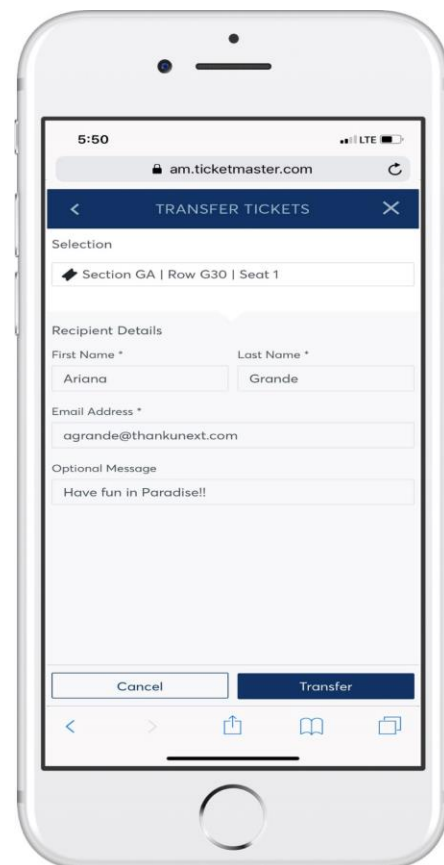 5:50
LTE
am.ticketmaster.com
TRANSFER TICKETS
Selection
Section GA | Row G30 | Seat 1
Recipient Details
First Name * Last Name *
Ariana Grande
Email Address *
agrande@thankunext.com
Optional Message
Have fun in Paradise!!
Cancel Transfer